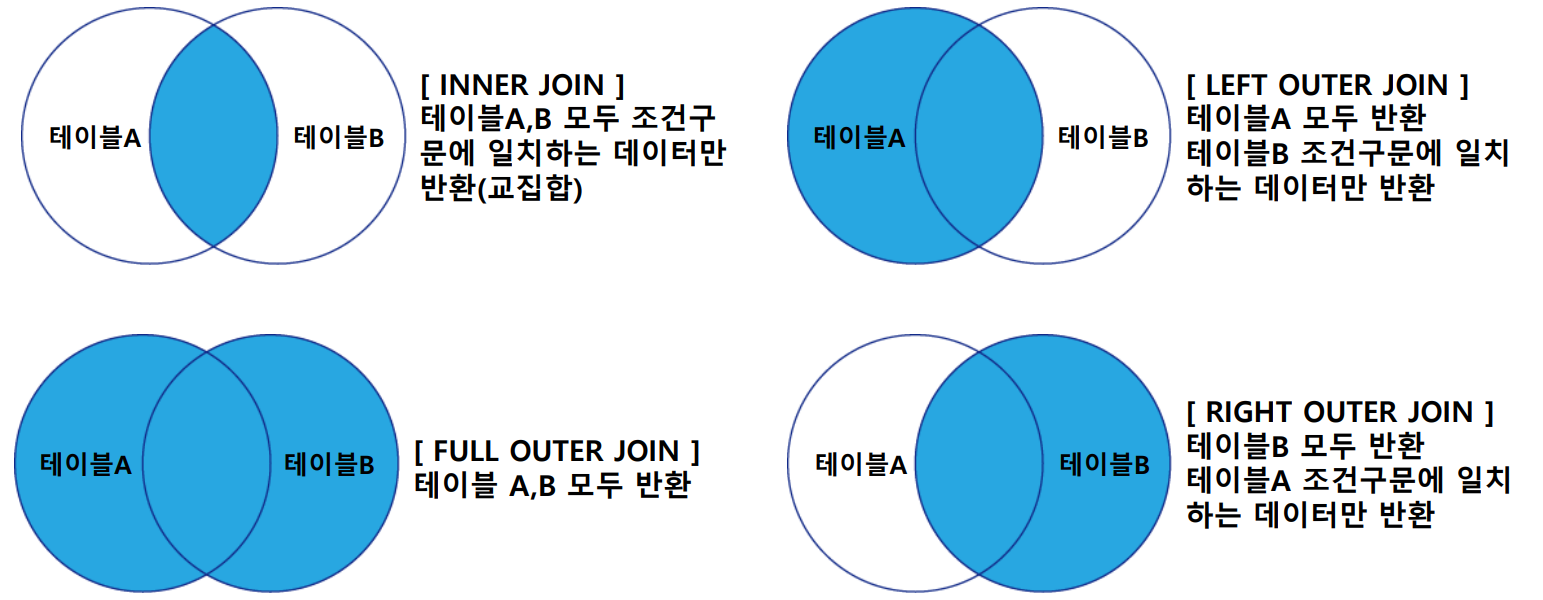 테이블A
테이블B
[ INNER JOIN ]
테이블A,B 모두 조건구
문에 일치하는 데이터만
반환(교집합)
테이블A
테이블B
[ LEFT OUTER JOIN ]
테이블A 모두 반환
테이블B 조건구문에 일치
하는 데이터만 반환
테이블A
테이블B
[ FULL OUTER JOIN ]
테이블 A,B 모두 반환
테이블A
테이블B
[ RIGHT OUTER JOIN ]
테이블B 모두 반환
테이블A 조건구문에 일치
하는 데이터만 반환